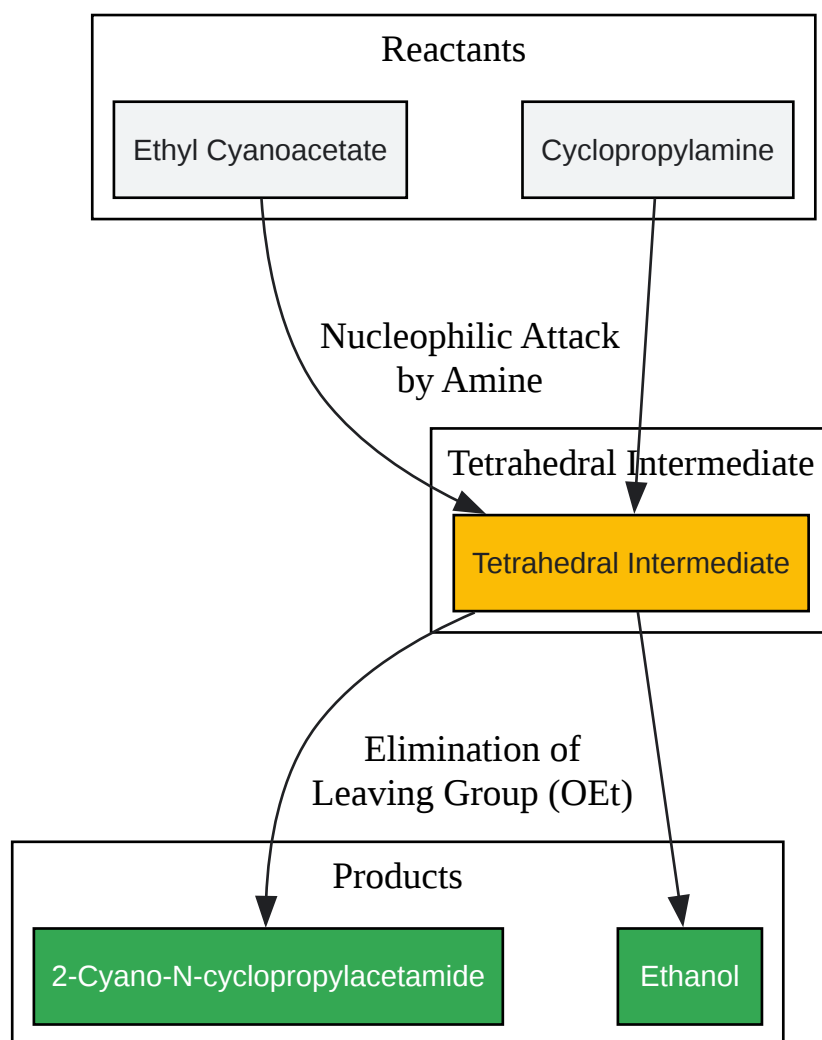 Reactants
Ethyl Cyanoacetate
Cyclopropylamine
Nucleophilic Attack
by Amine
Tetrahedral Intermediate
Tetrahedral Intermediate
Elimination of
Leaving Group (OEt)
Products
2-Cyano-N-cyclopropylacetamide
Ethanol